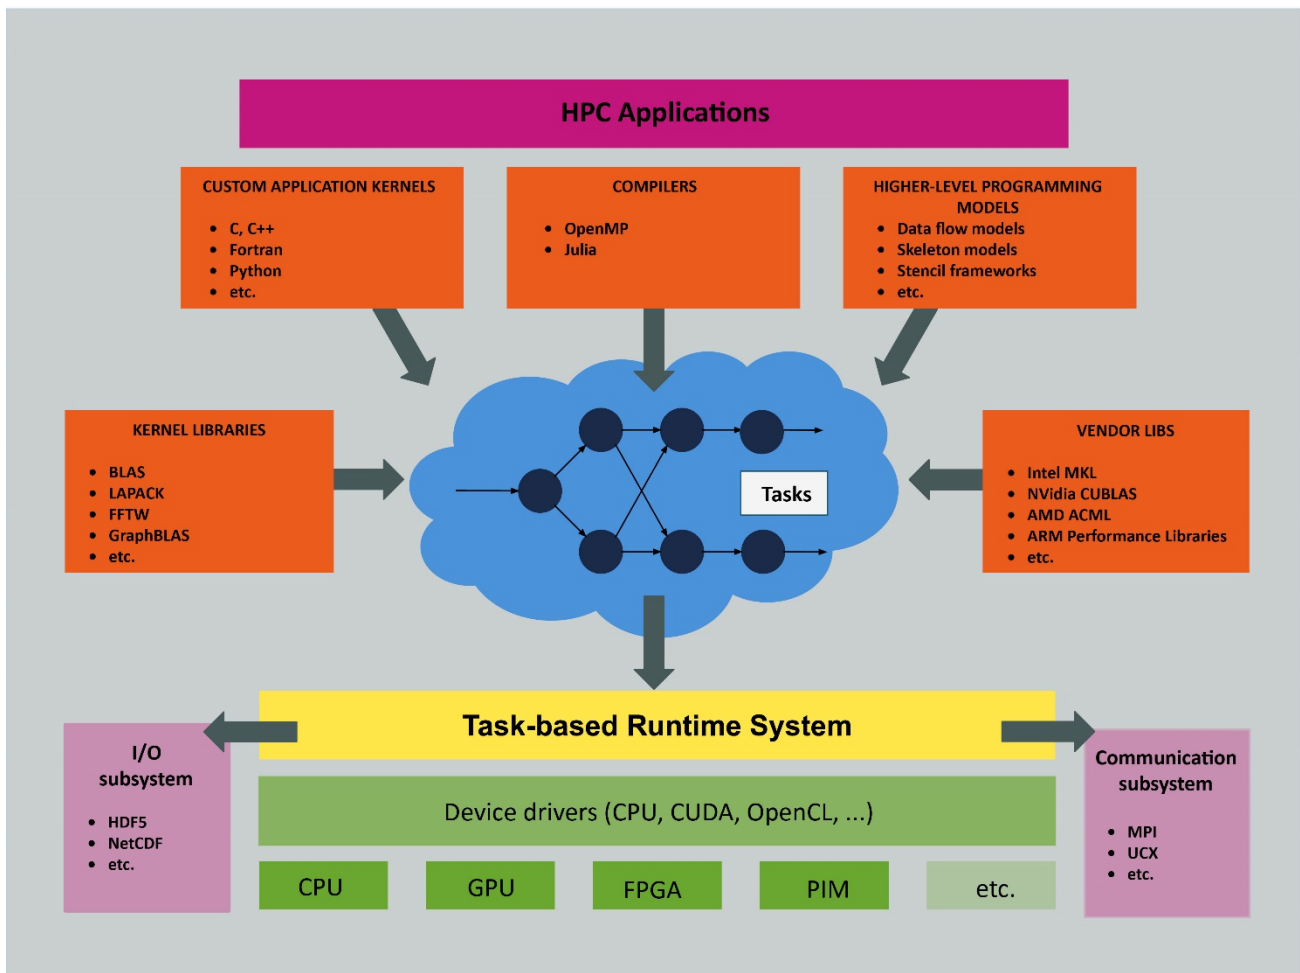 HPC Applications
CUSTOM APPLICATION KERNELS
• C, C++
• Fortran
• Python
• etc.
COMPILERS
• OpenMP
• Julia
HIGHER-LEVEL PROGRAMMING
MODELS
• Data flow models
• Skeleton models
• Stencil frameworks
• etc.
KERNEL LIBRARIES
• BLAS
• LAPACK
• FFTW
• GraphBLAS
• etc.
Tasks
VENDOR LIBS
• Intel MKL
• NVidia CUBLAS
• AMD ACML
• ARM Performance Libraries
• etc.
Task-based Runtime System
I/O
subsystem
• HDF5
• NetCDF
• etc.
Device drivers (CPU, CUDA, OpenCL, ...)
CPU
GPU
FPGA
PIM
etc.
Communication
subsystem
• MPI
• UCX
• etc.